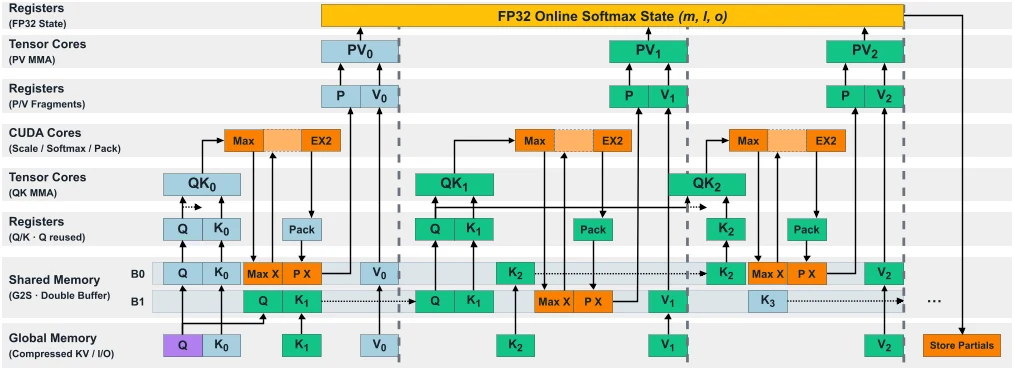 Registers
(FP32 State)
FP32 Online Softmax State (m, l, o)
Tensor Cores
(PV MMA)
PV0
PV1
PV2
Registers
(P/V Fragments)
P
V0
P
V1
P
V2
CUDA Cores
(Scale / Softmax / Pack)
Max
EX2
Max
EX2
Max
EX2
Tensor Cores
(QK MMA)
QK0
QK1
QK2
Registers
(Q/K · Q reused)
Q
K0
Pack
Q
K1
Pack
K2
Pack
Shared Memory
(G2S · Double Buffer)
B0
Q
K0
Max X
P X
V0
K2
K2
Max X
P X
V2
B1
Q
K1
Q
K1
Max X
P X
V1
K3
...
Global Memory
(Compressed KV / I/O)
Q
K0
K1
V0
K2
V1
V2
Store Partials